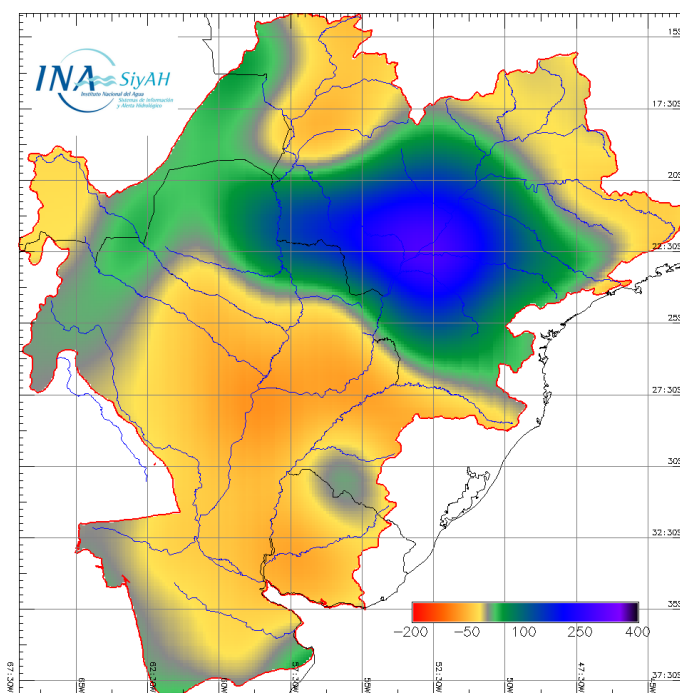 15S
INA SiyAH
Instituto Nacional del Agua
Sistemas de Información
y Alerta Hidrológico
17:30S
20S
22:30S
25S
27:30S
30S
32:30S
35S
37:30S
−200 −50 100 250 400
67:30W 62:30W 57:30W 55W 52:30W 50W 47:30W 45W